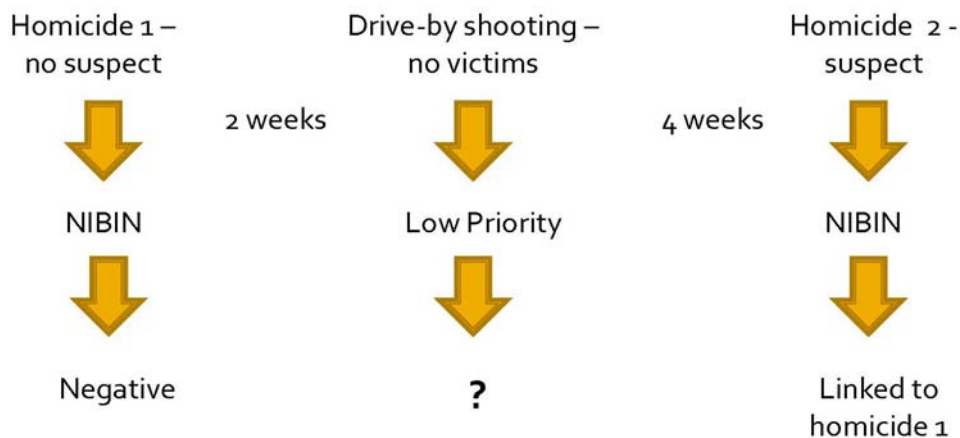 Homicide 1 –
no suspect
Drive-by shooting –
no victims
Homicide 2 -
suspect
2 weeks
4 weeks
NIBIN
Low Priority
NIBIN
Negative
?
Linked to
homicide 1